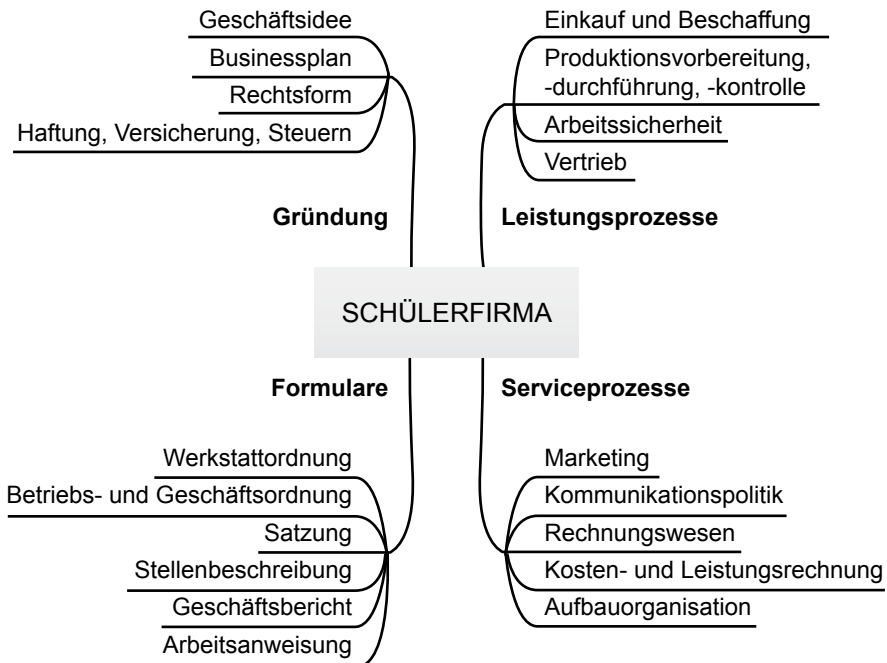 Geschäftsidee
Businessplan
Rechtsform
Haftung, Versicherung, Steuern
Gründung
Einkauf und Beschaffung
Produktionsvorbereitung,
-durchführung, -kontrolle
Arbeitssicherheit
Vertrieb
Leistungsprozesse
SCHÜLERFIRMA
Formulare
Werkstattordnung
Betriebs- und Geschäftsordnung
Satzung
Stellenbeschreibung
Geschäftsbericht
Arbeitsanweisung
Serviceprozesse
Marketing
Kommunikationspolitik
Rechnungswesen
Kosten- und Leistungsrechnung
Aufbauorganisation